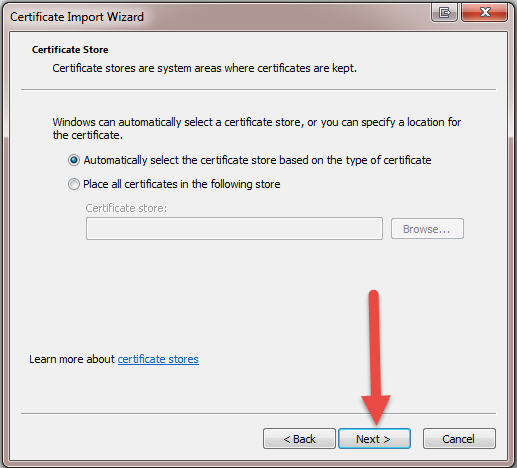 Certificate Import Wizard
Certificate Store
Certificate stores are system areas where certificates are kept.
Windows can automatically select a certificate store, or you can specify a location for
the certificate.
Automatically select the certificate store based on the type of certificate
Place all certificates in the following store
Certificate store:
Browse...
Learn more about certificate stores
< Back
Next >
Cancel